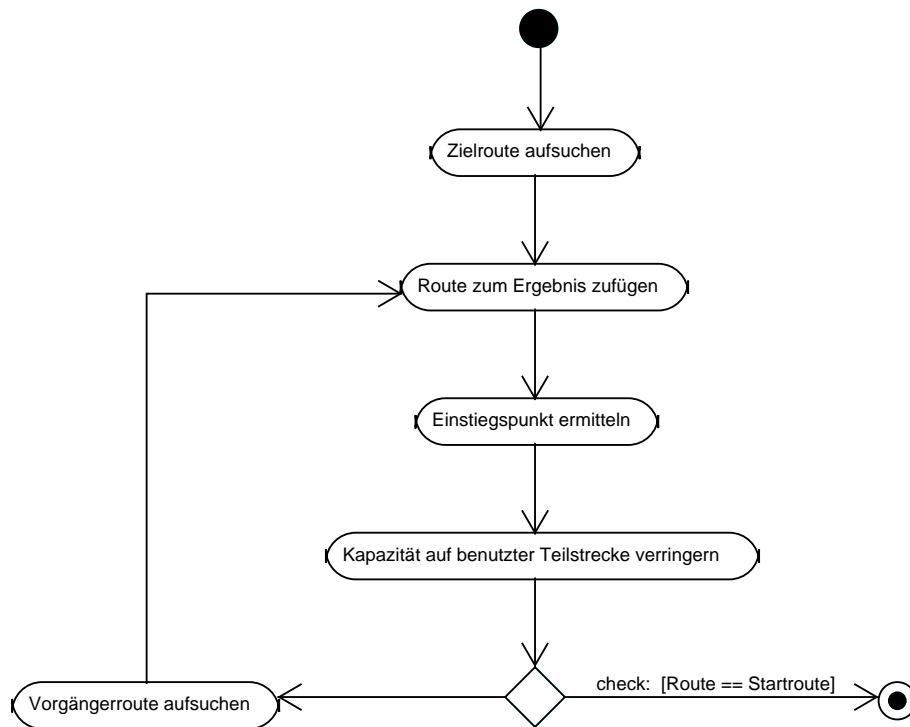 Zielroute aufsuchen
Route zum Ergebnis zufügen
Einstiegspunkt ermitteln
Kapazität auf benutzter Teilstrecke verringern
check:  [Route == Startroute]
Vorgängerroute aufsuchen